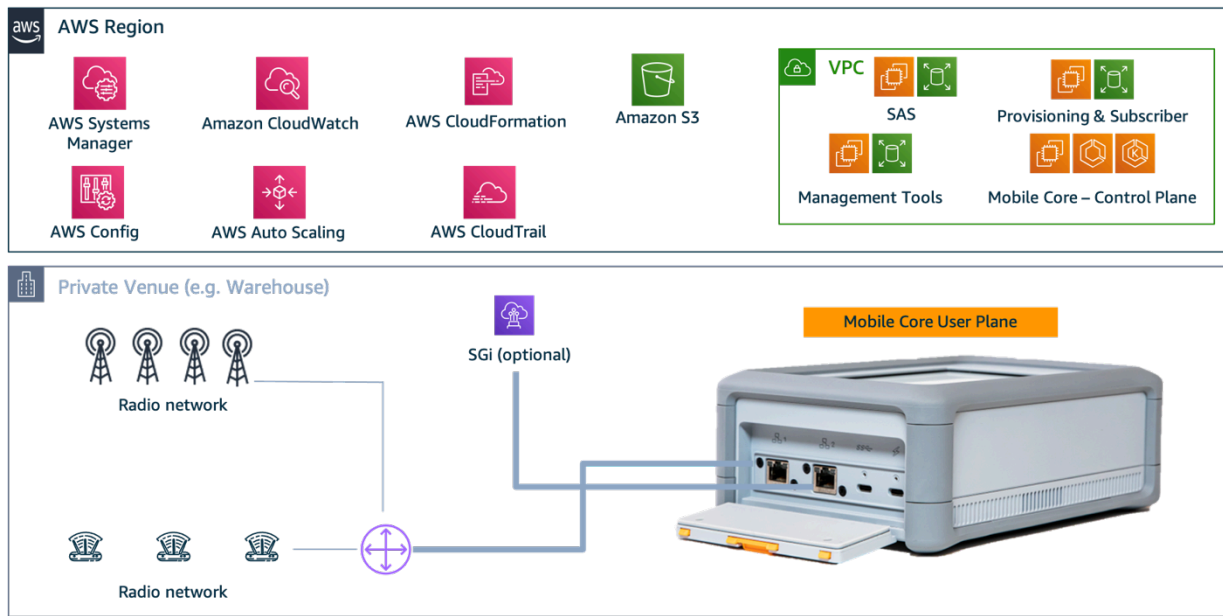 aws
AWS Region
AWS Systems
Manager
Amazon CloudWatch
AWS CloudFormation
Amazon S3
AWS Config
AWS Auto Scaling
AWS CloudTrail
VPC
SAS
Provisioning & Subscriber
Management Tools
K
Mobile Core – Control Plane
Private Venue (e.g. Warehouse)
Radio network
SGi (optional)
Mobile Core User Plane
Radio network